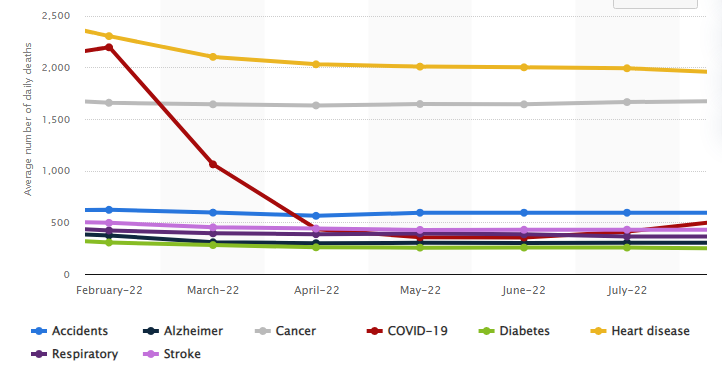 2,500
2,000
1,500
1,000
500
0
Average number of daily deaths
February-22 March-22 April-22 May-22 June-22 July-22
Accidents Alzheimer Cancer COVID-19 Diabetes Heart disease
Respiratory Stroke